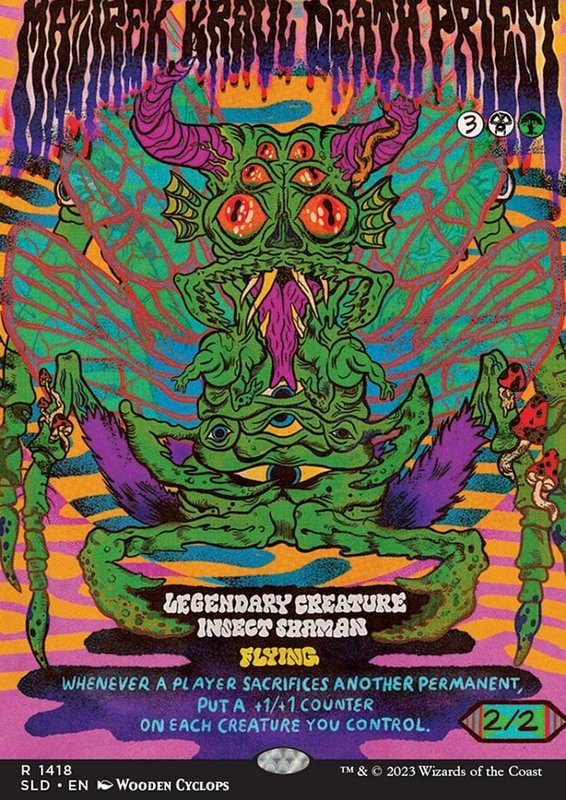 MAZIREK KRAUL DEATH PRIEST
3
LEGENDARY CREATURE
INSECT SHAMAN
FLYING
WHENEVER A PLAYER SACRIFICES ANOTHER PERMANENT,
PUT A +1/+1 COUNTER
ON EACH CREATURE YOU CONTROL.
2/2
R 1418
SLD • EN Wooden Cyclops
™ & © 2023 Wizards of the Coast